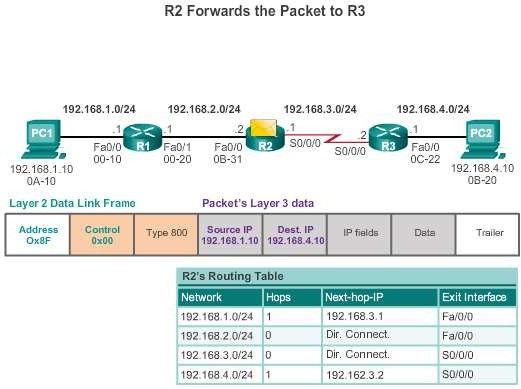 R2 Forwards the Packet to R3
192.168.1.0/24 192.168.2.0/24 192.168.3.0/24 192.168.4.0/24
PC1 .1 .1 .2 .1 .2 .1 PC2
R1 R2 R3
Fa0/0 Fa0/1 Fa0/0 S0/0/0 S0/0/0 Fa0/0
00-10 00-20 0B-31 0C-22
192.168.1.10 192.168.4.10
0A-10 0B-20
Layer 2 Data Link Frame Packet's Layer 3 data
Address Control Type 800 Source IP Dest. IP IP fields Data Trailer
Ox8F 0x00 192.168.1.10 192.168.4.10
R2's Routing Table
Network Hops Next-hop-IP Exit Interface
192.168.1.0/24 1 192.168.3.1 Fa/0/0
192.168.2.0/24 0 Dir. Connect. Fa/0/0
192.168.3.0/24 0 Dir. Connect. S0/0/0
192.168.4.0/24 1 192.162.3.2 S0/0/0